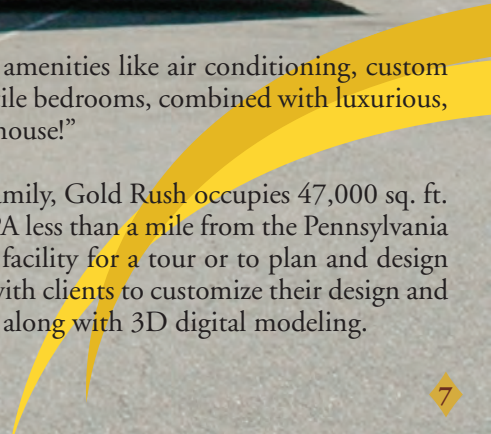 amenities like air conditioning, custom
bedrooms, combined with luxurious,
house!”
Gold Rush occupies 47,000 sq. ft.
less than a mile from the Pennsylvania
facility for a tour or to plan and design
with clients to customize their design and
along with 3D digital modeling.
7